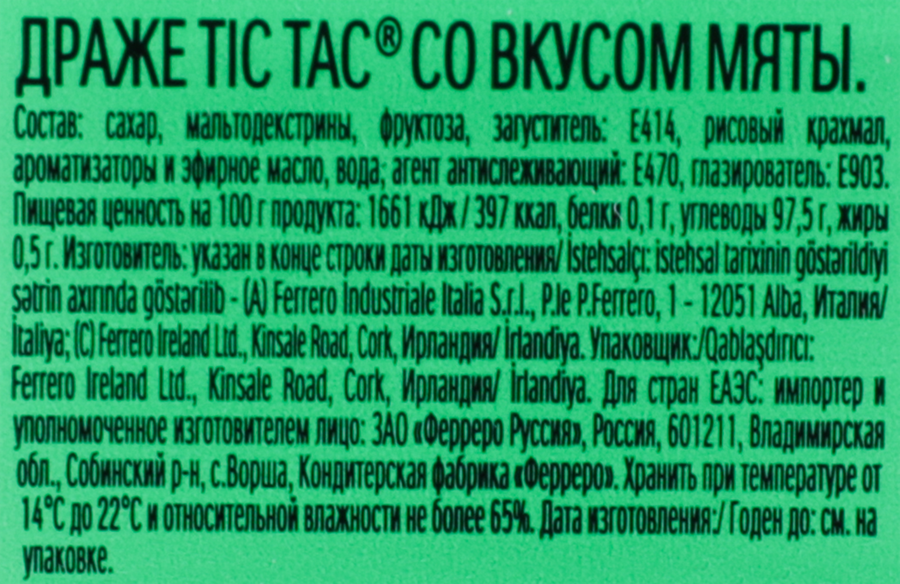 ДРАЖЕ TIC TAC® СО ВКУСОМ МЯТЫ.
Состав: сахар, мальтодекстрины, фруктоза, загуститель: Е414, рисовый крахмал,
ароматизаторы и эфирное масло, вода; агент антислеживающий: Е470, глазирователь: Е903.
Пищевая ценность на 100 г продукта: 1661 кДж / 397 ккал, белки 0,1 г, углеводы 97,5 г, жиры
0,5 г. Изготовитель: указан в конце строки даты изготовления/ İstehsalçı: istehsal tarixinin göstərildiyi
sətrin axırında göstərilib - (A) Ferrero Industriale Italia S.r.l., P.le P.Ferrero, 1 - 12051 Alba, Италия/
İtaliya; (C) Ferrero Ireland Ltd., Kinsale Road, Cork, Ирландия/ İrlandiya. Упаковщик:/Qablaşdırıcı:
Ferrero Ireland Ltd., Kinsale Road, Cork, Ирландия/ İrlandiya. Для стран ЕАЭС: импортер и
уполномоченное изготовителем лицо: ЗАО «Ферреро Руссия», Россия, 601211, Владимирская
обл., Собинский р-н, с.Ворша, Кондитерская фабрика «Ферреро». Хранить при температуре от
14°С до 22°С и относительной влажности не более 65%. Дата изготовления:/ Годен до: см. на
упаковке.